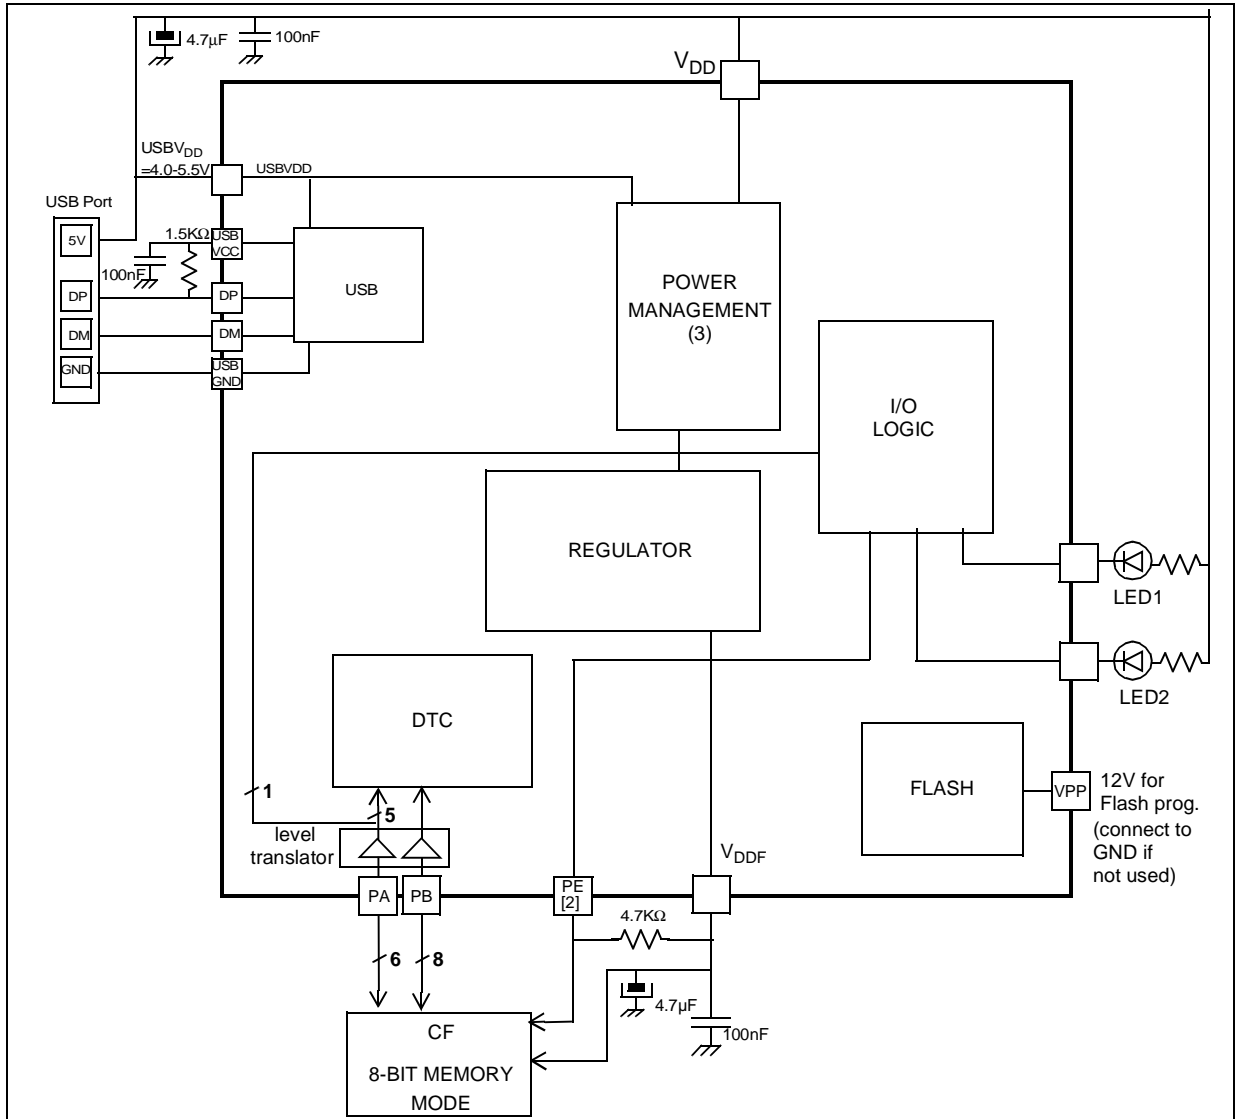 4.7µF
100nF
VDD
USBVDD
=4.0-5.5V
USBVDD
USB Port
5V
DP
DM
GND
1.5KΩ
100nF
USB
VCC
DP
DM
USB
GND
USB
POWER
MANAGEMENT
(3)
I/O
LOGIC
REGULATOR
LED1
LED2
DTC
FLASH
VPP
12V for
Flash prog.
(connect to
GND if
not used)
1
5
level
translator
VDDF
PA
PB
PE
[2]
4.7KΩ
6
8
4.7µF
100nF
CF
8-BIT MEMORY
MODE